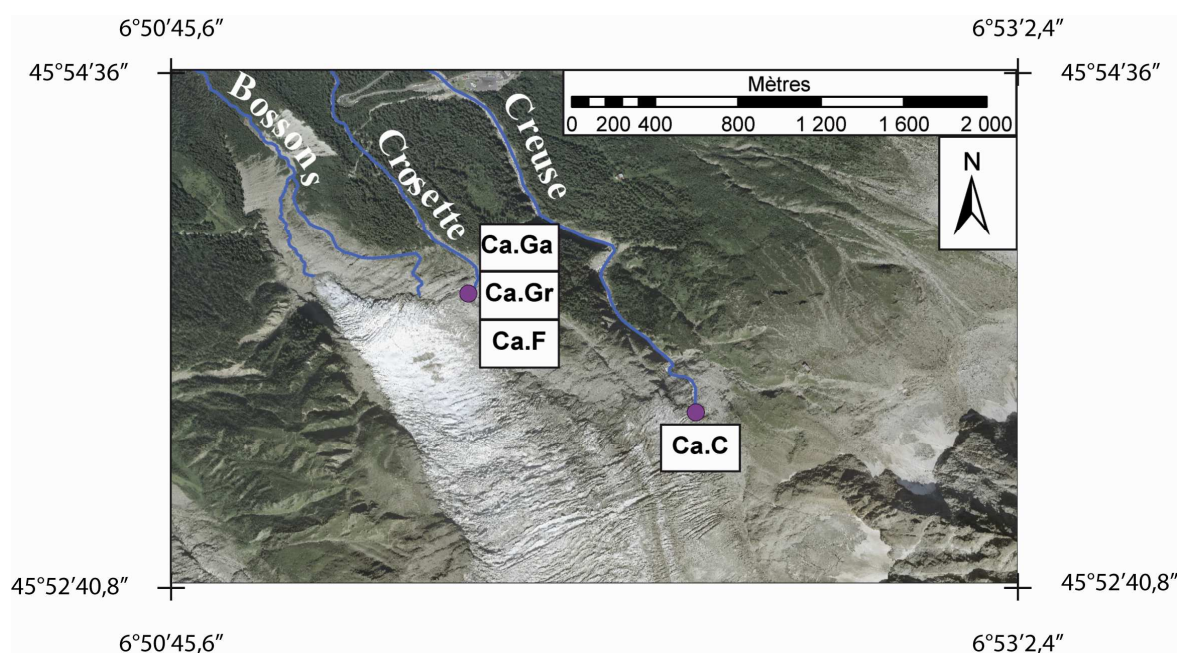 6°50'45,6" 6°53'2,4"
45°54'36" 45°54'36"
Mètres
0 200 400 800 1 200 1 600 2 000
N
Bossons
Crosette
Creuse
Ca.Ga
Ca.Gr
Ca.F
Ca.C
45°52'40,8" 45°52'40,8"
6°50'45,6" 6°53'2,4"